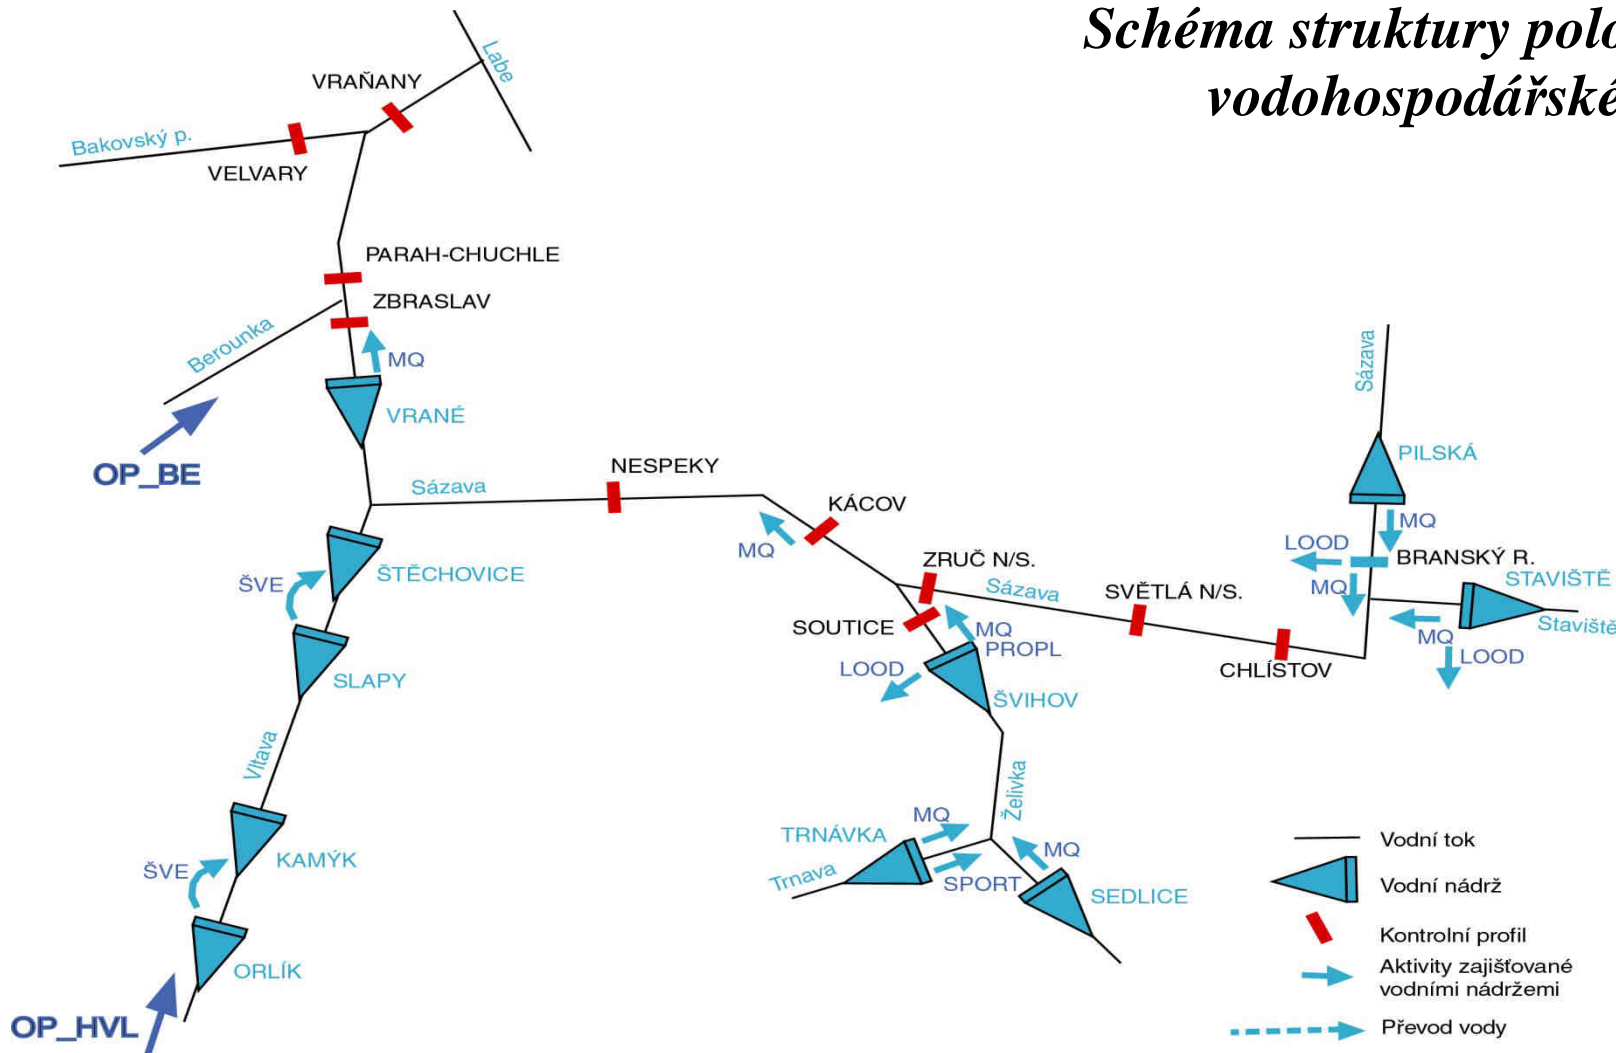 Schéma struktury polo
vodohospodářské
Labe
VRAŇANY
Bakovský p.
VELVARY
PARAH-CHUCHLE
ZBRASLAV
Berounka
MQ
VRANÉ
OP_BE
Sázava
NESPEKY
KÁCOV
MQ
ZRUČ N/S.
Sázava
SVĚTLÁ N/S.
SOUTICE
MQ
PROPL
LOOD
ŠVIHOV
CHLÍSTOV
Sázava
PILSKÁ
MQ
LOOD
BRANSKÝ R.
MQ
STAVIŠTĚ
Staviště
MQ
LOOD
ŠVE
ŠTĚCHOVICE
SLAPY
Vltava
ŠVE
KAMÝK
ORLÍK
OP_HVL
Želivka
MQ
TRNÁVKA
Trnava
SPORT
MQ
SEDLICE
Vodní tok
Vodní nádrž
Kontrolní profil
Aktivity zajišťované
vodními nádržemi
Převod vody